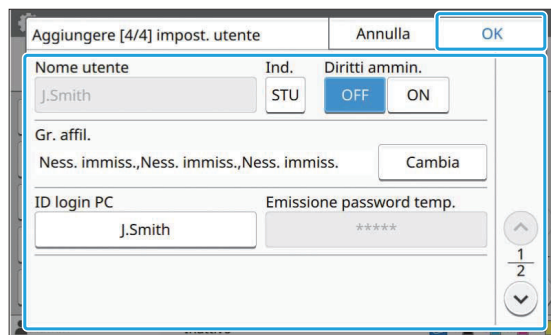 Aggiungere [4/4] impost. utente Annulla OK
Nome utente Ind. Diritti ammin.
J.Smith STU OFF ON
Gr. affil.
Ness. immiss.,Ness. immiss.,Ness. immiss. Cambia
ID login PC Emissione password temp.
J.Smith *****
1
2